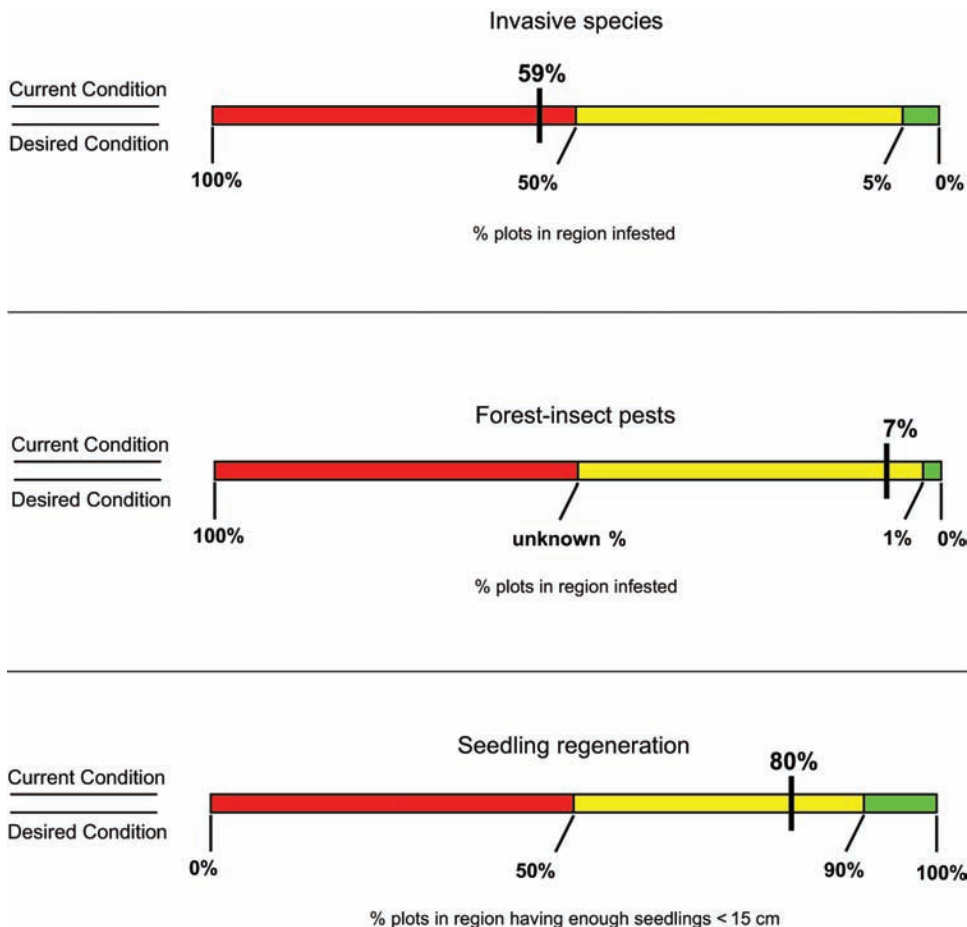 Invasive species
59%
Current Condition
Desired Condition
100%
50%
5%
0%
% plots in region infested
Forest-insect pests
7%
Current Condition
Desired Condition
100%
unknown %
1%
0%
% plots in region infested
Seedling regeneration
80%
Current Condition
Desired Condition
0%
50%
90%
100%
% plots in region having enough seedlings < 15 cm